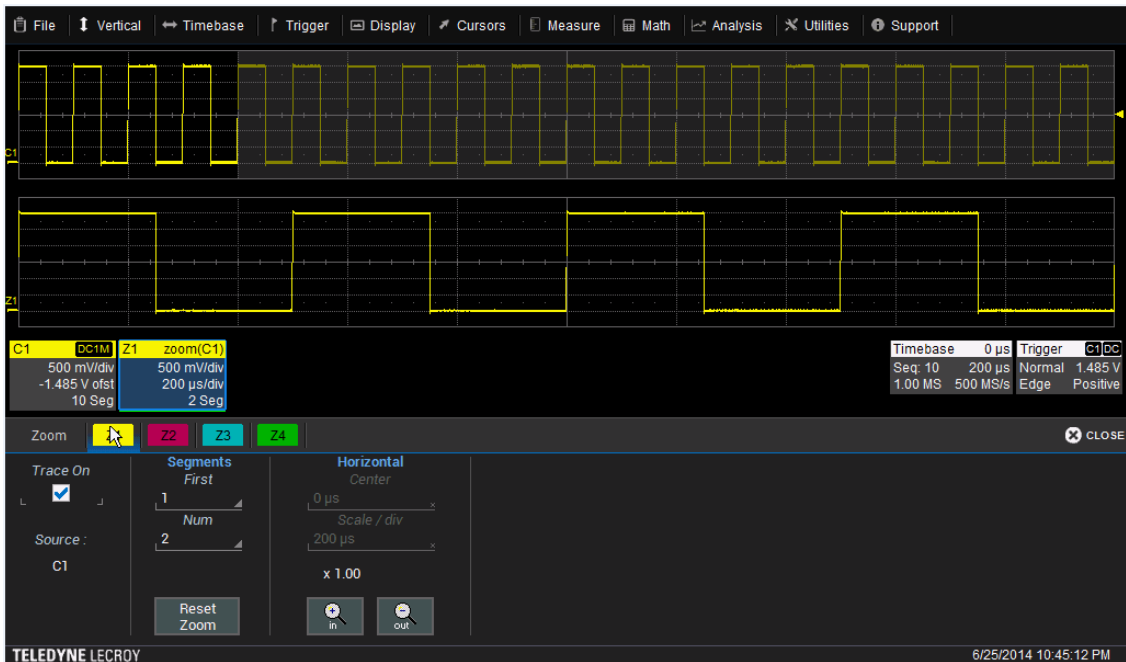 File Vertical Timebase Trigger Display Cursors Measure Math Analysis Utilities Support
C1
Z1
C1 DC1M Z1 zoom(C1) Timebase 0 µs Trigger C1 DC
500 mV/div 500 mV/div Seq: 10 200 µs Normal 1.485 V
-1.485 V ofst 200 µs/div 1.00 MS 500 MS/s Edge Positive
10 Seg 2 Seg
Zoom Z2 Z3 Z4 CLOSE
Trace On Segments Horizontal
First Center
1 0 µs
Num Scale / div
Source : 2 200 µs
C1 x 1.00
Reset Zoom in out
TELEDYNE LECROY 6/25/2014 10:45:12 PM